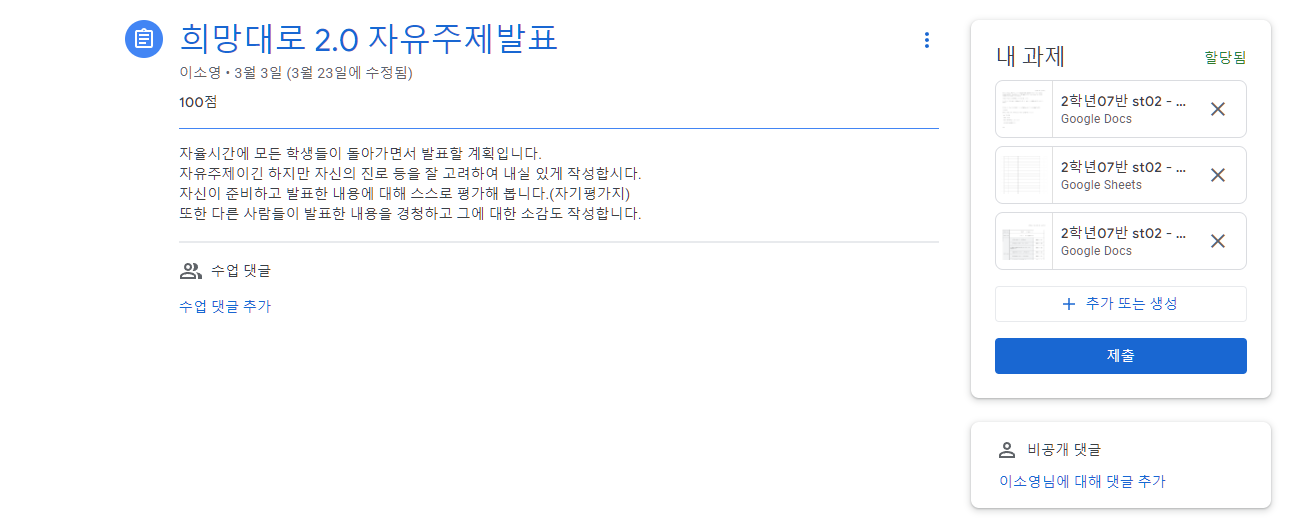 희망대로 2.0 자유주제발표
이소영 • 3월 3일 (3월 23일에 수정됨)
100점
자율시간에 모든 학생들이 돌아가면서 발표할 계획입니다.
자유주제이긴 하지만 자신의 진로 등을 잘 고려하여 내실 있게 작성합시다.
자신이 준비하고 발표한 내용에 대해 스스로 평가해 봅니다.(자기평가지)
또한 다른 사람들이 발표한 내용을 경청하고 그에 대한 소감도 작성합니다.
수업 댓글
수업 댓글 추가
내 과제
할당됨
2학년07반 st02 - ...
Google Docs
2학년07반 st02 - ...
Google Sheets
2학년07반 st02 - ...
Google Docs
추가 또는 생성
제출
비공개 댓글
이소영님에 대해 댓글 추가